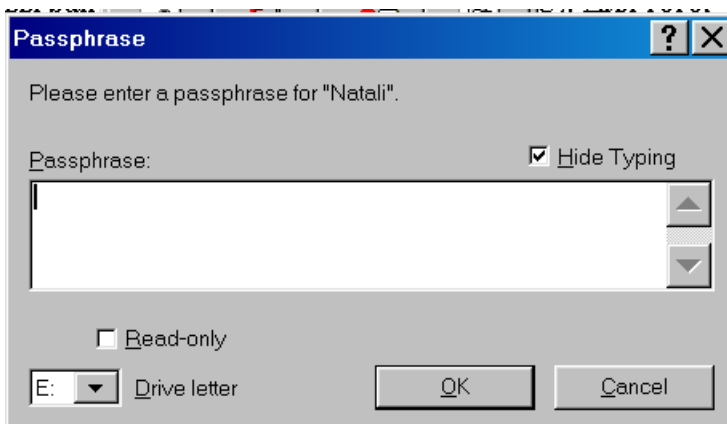 Passphrase
Please enter a passphrase for "Natali".
Passphrase:
Hide Typing
Read-only
E:
Drive letter
OK
Cancel